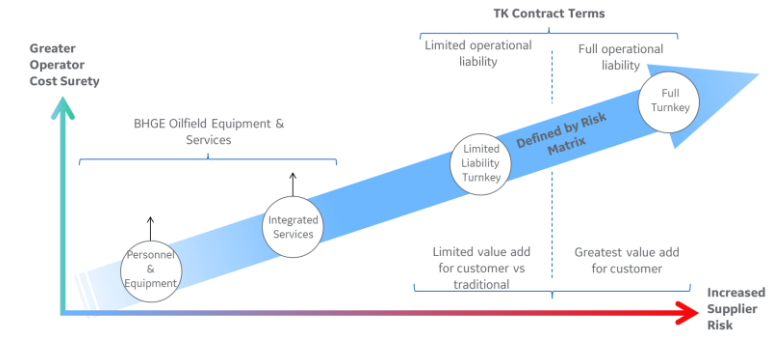 TK Contract Terms
Greater
Operator
Cost Surety
Limited operational
liability
Full operational
liability
Full
Turnkey
BHGE Oilfield Equipment &
Services
Defined by Risk
Matrix
Limited
Liability
Turnkey
Integrated
Services
Personnel
&
Equipment
Limited value add
for customer vs
traditional
Greatest value add
for customer
Increased
Supplier
Risk